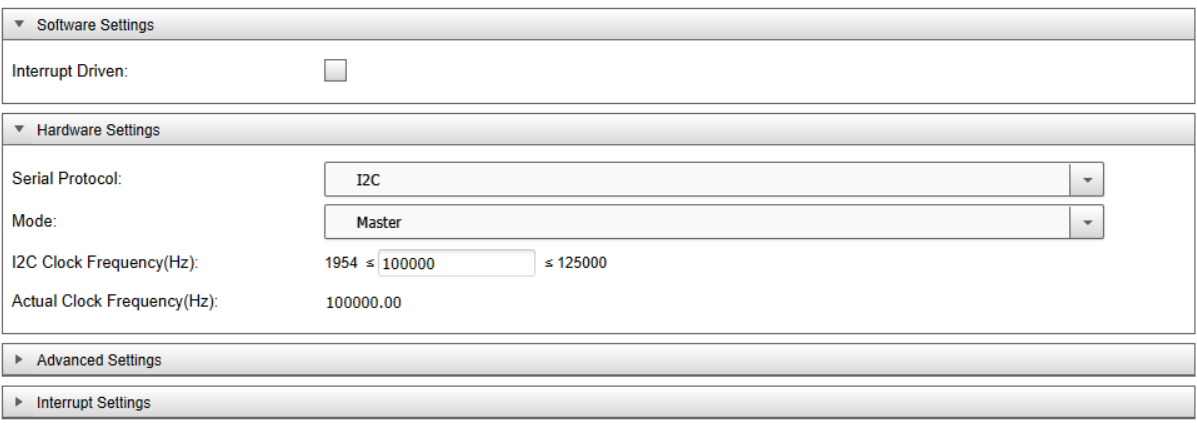 Software Settings
Interrupt Driven:
Hardware Settings
Serial Protocol: I2C
Mode: Master
I2C Clock Frequency(Hz): 1954 ≤ 100000 ≤ 125000
Actual Clock Frequency(Hz): 100000.00
Advanced Settings
Interrupt Settings